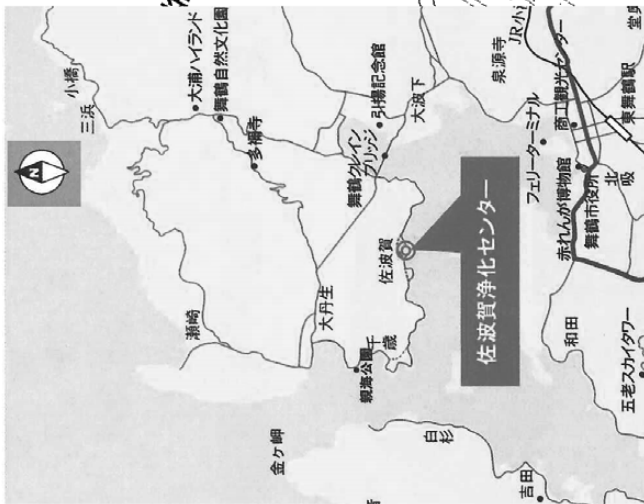 小橋
三浜
大浦ハイランド
舞鶴自然文化園
多禰寺
引揚記念館
大波下
舞鶴クレイン
ブリッジ
泉源寺
JR小
堂奥
商工観光センター
東舞鶴駅
フェリーターミナル
赤れんが博物館
舞鶴市役所
北吸
N
瀬崎
大丹生
佐波賀
千歳
親海公園
佐波賀浄化センター
和田
五老スカイタワー
金ヶ岬
白杉
吉田